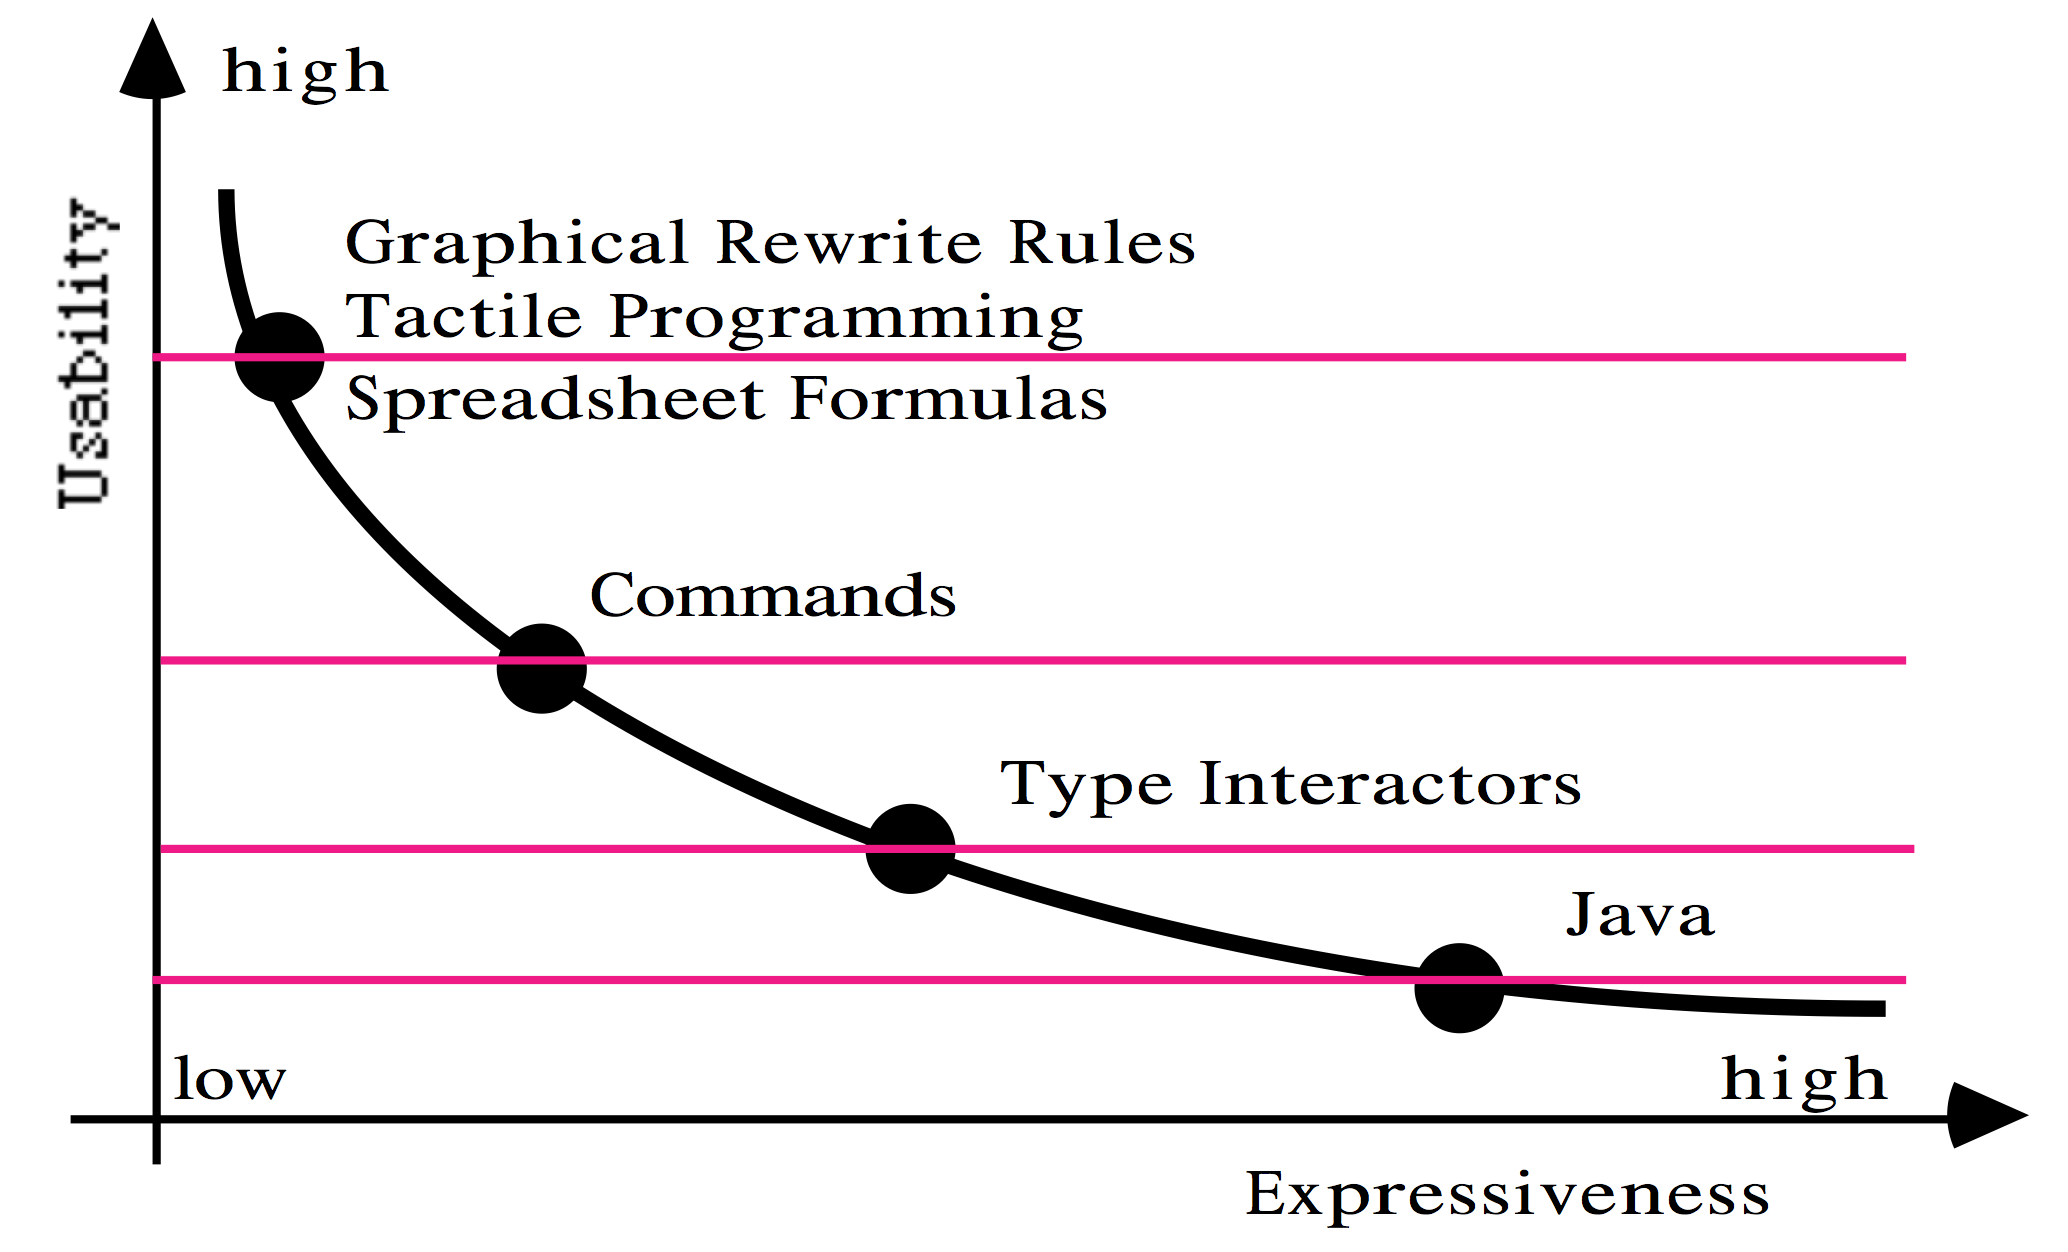 high
Usability
Graphical Rewrite Rules
Tactile Programming
Spreadsheet Formulas
Commands
Type Interactors
Java
low
high
Expressiveness